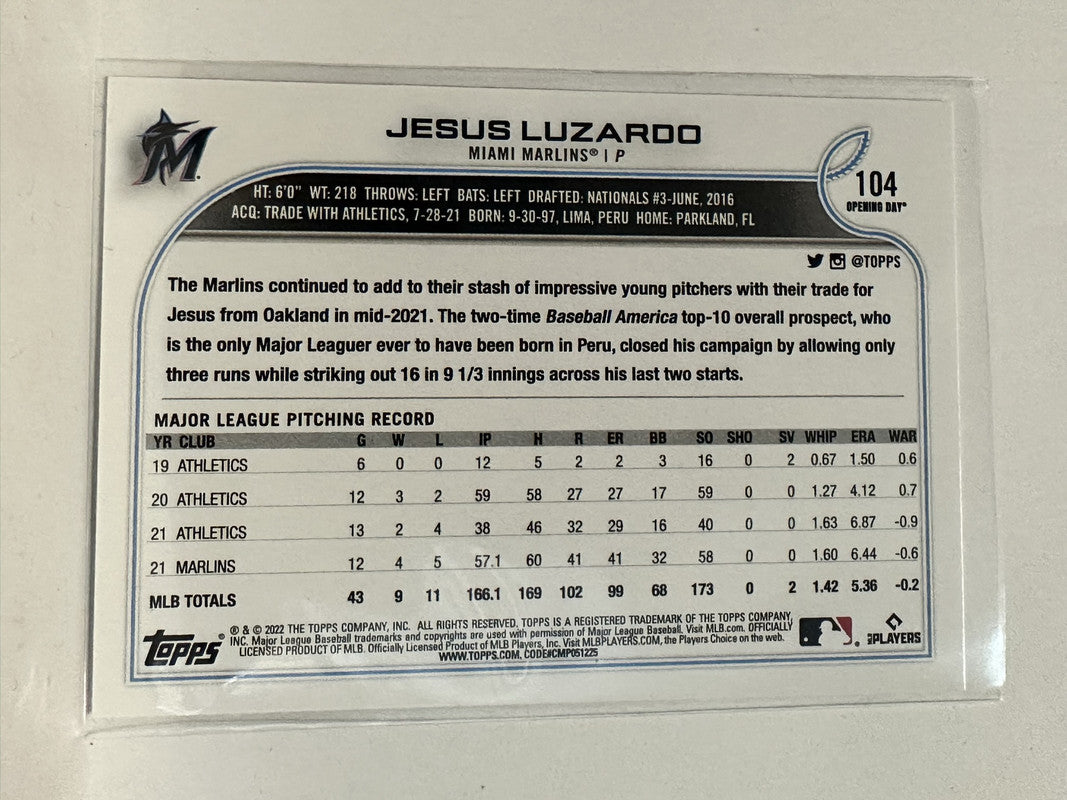 M
JESUS LUZARDO
MIAMI MARLINS® | P
104
OPENING DAY®
HT: 6'0" WT: 218 THROWS: LEFT BATS: LEFT DRAFTED: NATIONALS #3-JUNE, 2016
ACQ: TRADE WITH ATHLETICS, 7-28-21 BORN: 9-30-97, LIMA, PERU HOME: PARKLAND, FL
@TOPPS
The Marlins continued to add to their stash of impressive young pitchers with their trade for
Jesus from Oakland in mid-2021. The two-time Baseball America top-10 overall prospect, who
is the only Major Leaguer ever to have been born in Peru, closed his campaign by allowing only
three runs while striking out 16 in 9 1/3 innings across his last two starts.
MAJOR LEAGUE PITCHING RECORD
YR CLUB G W L IP H R ER BB SO SHO SV WHIP ERA WAR
19 ATHLETICS 6 0 0 12 5 2 2 3 16 0 2 0.67 1.50 0.6
20 ATHLETICS 12 3 2 59 58 27 27 17 59 0 0 1.27 4.12 0.7
21 ATHLETICS 13 2 4 38 46 32 29 16 40 0 0 1.63 6.87 -0.9
21 MARLINS 12 4 5 57.1 60 41 41 32 58 0 0 1.60 6.44 -0.6
MLB TOTALS 43 9 11 166.1 169 102 99 68 173 0 2 1.42 5.36 -0.2
Topps®
® & © 2022 THE TOPPS COMPANY, INC. ALL RIGHTS RESERVED. TOPPS IS A REGISTERED TRADEMARK OF THE TOPPS COMPANY,
INC. Major League Baseball trademarks and copyrights are used with permission of Major League Baseball. Visit MLB.com. OFFICIALLY
LICENSED PRODUCT OF MLB. Officially Licensed Product of MLB Players, Inc. Visit MLBPLAYERS.COM, the Players Choice on the web.
WWW.TOPPS.COM, CODE#CMP051225
MLB PLAYERS